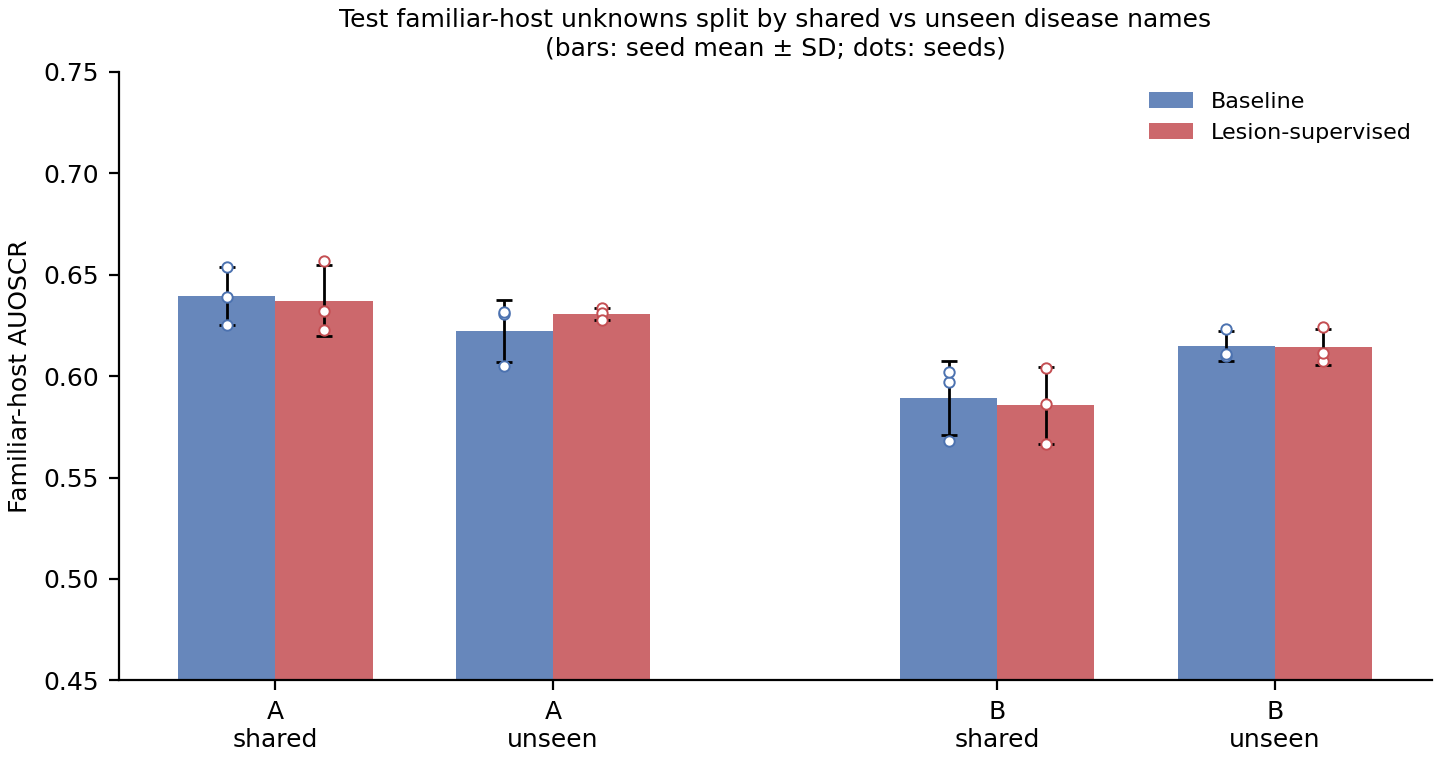 Test familiar-host unknowns split by shared vs unseen disease names
(bars: seed mean ± SD; dots: seeds)
Baseline
Lesion-supervised
Familiar-host AUOSCR
0.75
0.70
0.65
0.60
0.55
0.50
0.45
A
shared
A
unseen
B
shared
B
unseen